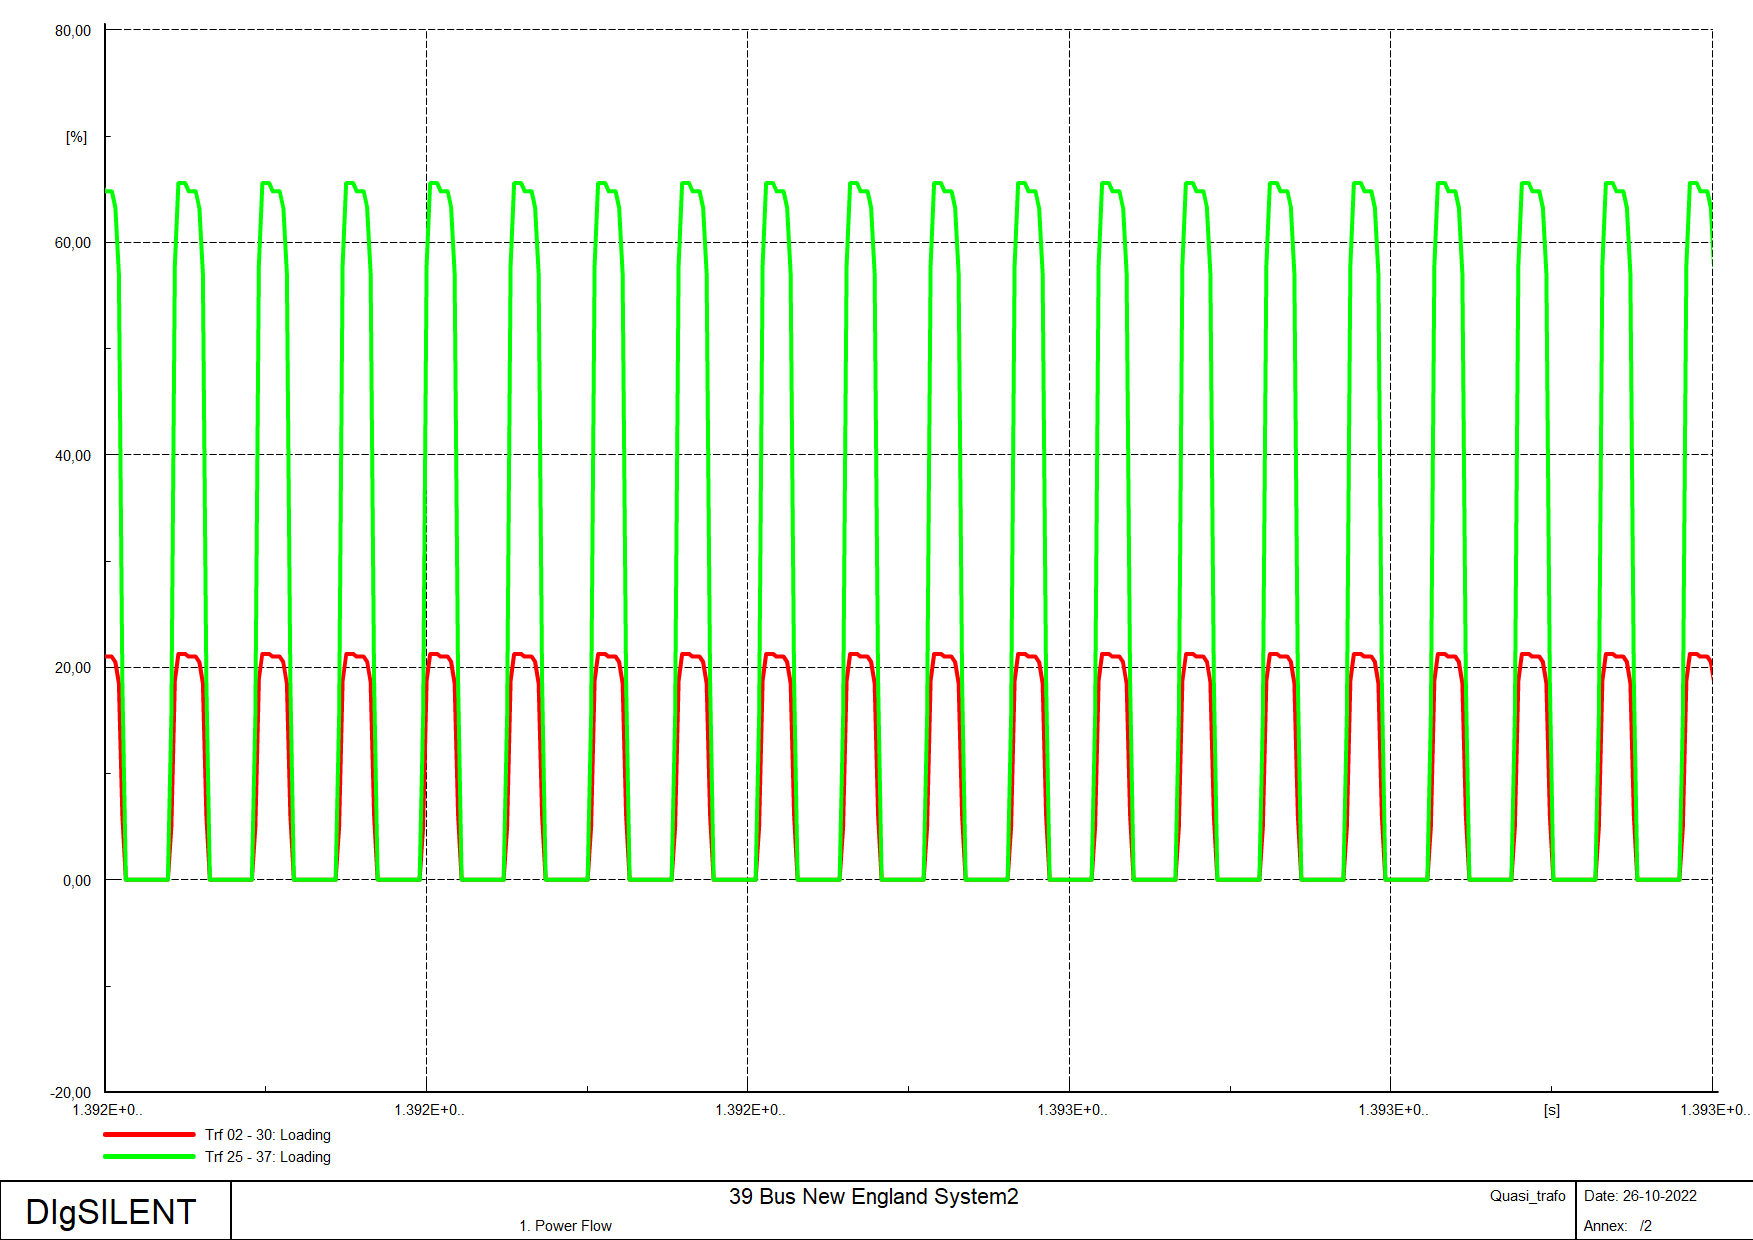 80,00
[%]
60,00
40,00
20,00
0,00
-20,00
1.392E+0.. 1.392E+0.. 1.392E+0.. 1.393E+0.. 1.393E+0.. [s] 1.393E+0..
Trf 02 - 30: Loading
Trf 25 - 37: Loading
DIgSILENT
39 Bus New England System2
1. Power Flow
Quasi_trafo
Date: 26-10-2022
Annex: /2